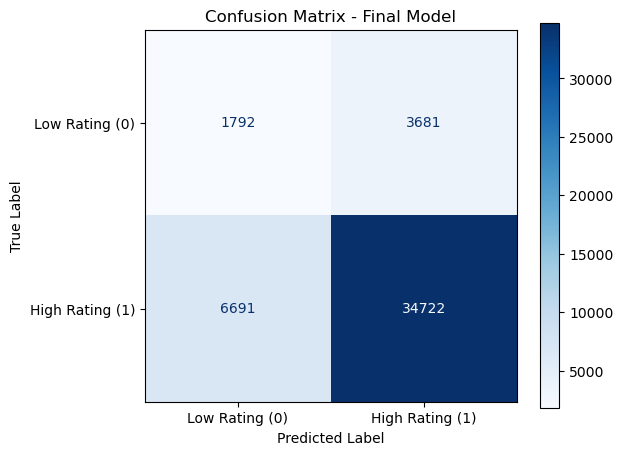 Confusion Matrix - Final Model
True Label
Low Rating (0)
1792
3681
High Rating (1)
6691
34722
Low Rating (0)
High Rating (1)
Predicted Label
30000
25000
20000
15000
10000
5000